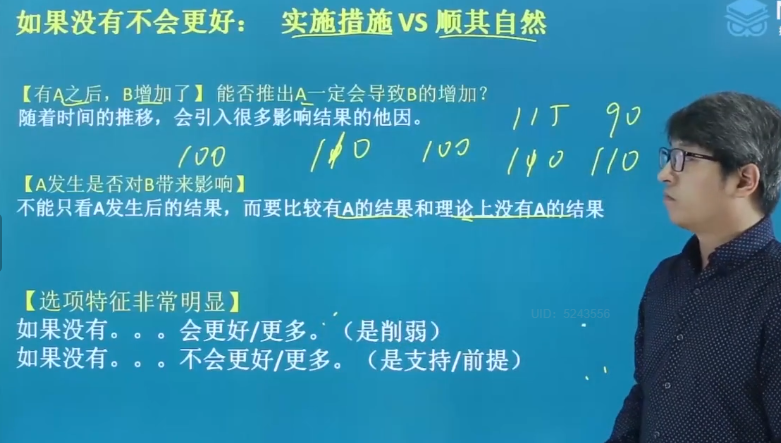 如果没有不会更好： 实施措施 VS 顺其自然
【有A之后，B增加了】能否推出A一定会导致B的增加？
随着时间的推移，会引入很多影响结果的他因。
115 90
100 110 100 140 110
【A发生是否对B带来影响】
不能只看A发生后的结果，而要比较有A的结果和理论上没有A的结果
UID：5243556
【选项特征非常明显】
如果没有。。。会更好/更多。（是削弱）
如果没有。。。不会更好/更多。（是支持/前提）